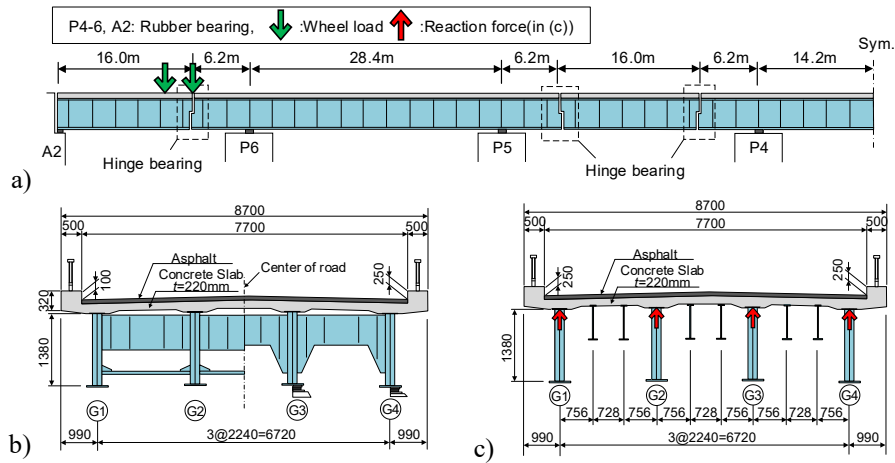 P4-6, A2: Rubber bearing, :Wheel load :Reaction force(in (c))
Sym.
16.0m 6.2m 28.4m 6.2m 16.0m 6.2m 14.2m
A2 P6 P5 P4
Hinge bearing Hinge bearing
a)
8700
500 7700 500
Asphalt
Concrete Slab
t=220mm
Center of road
100
250
320
1380
G1 G2 G3 G4
990 3@2240=6720 990
b)
8700
500 7700 500
Asphalt
Concrete Slab
t=220mm
250
250
1380
G1 G2 G3 G4
756 728 756 756 728 756 756 728 756
990 3@2240=6720 990
c)